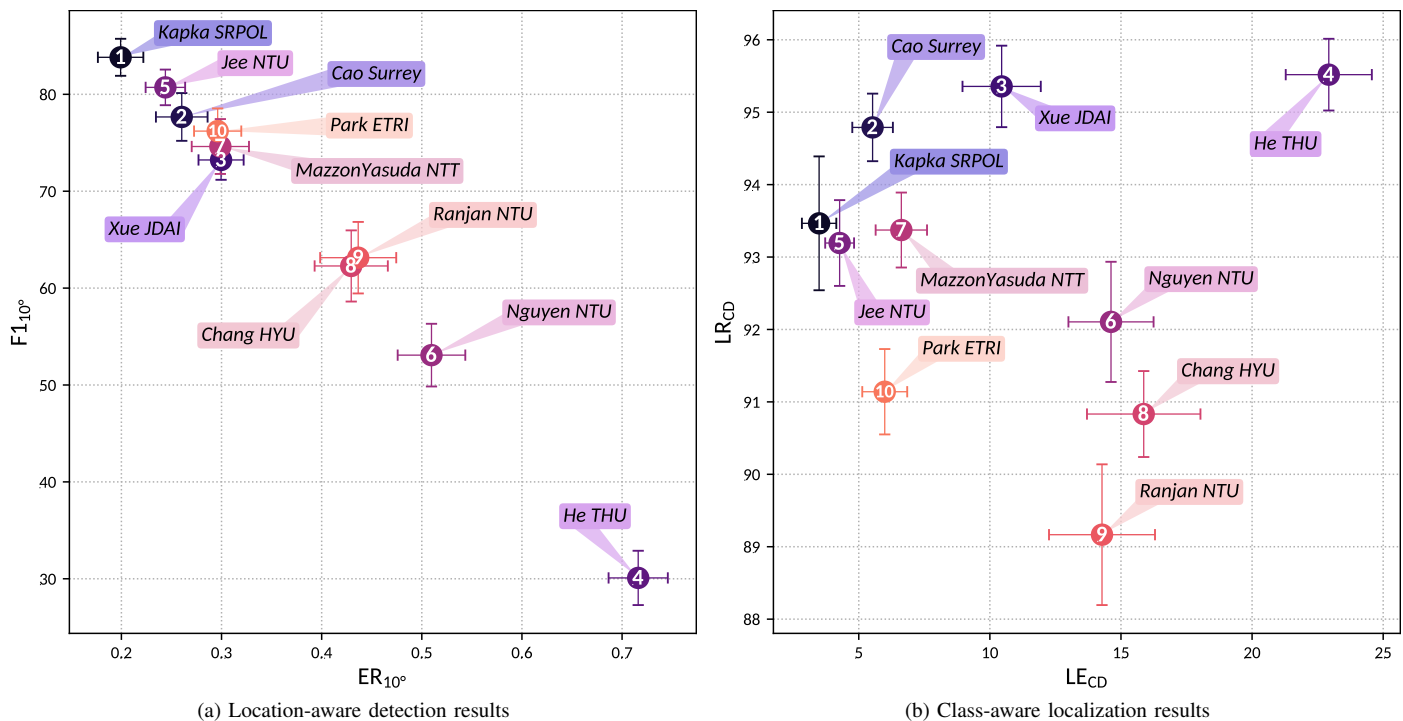 Kapka SRPOL
Jee NTU
Cao Surrey
Park ETRI
MazzonYasuda NTT
Xue JDAI
Ranjan NTU
Chang HYU
Nguyen NTU
He THU
1
5
2
10
7
3
9
8
6
4
80
70
60
50
40
30
F1₁₀°
0.2 0.3 0.4 0.5 0.6 0.7
ER₁₀°
(a) Location-aware detection results
Cao Surrey
Xue JDAI
He THU
Kapka SRPOL
MazzonYasuda NTT
Jee NTU
Nguyen NTU
Park ETRI
Chang HYU
Ranjan NTU
4
3
2
1
7
5
6
10
8
9
96
95
94
93
92
91
90
89
88
LR_CD
5 10 15 20 25
LE_CD
(b) Class-aware localization results